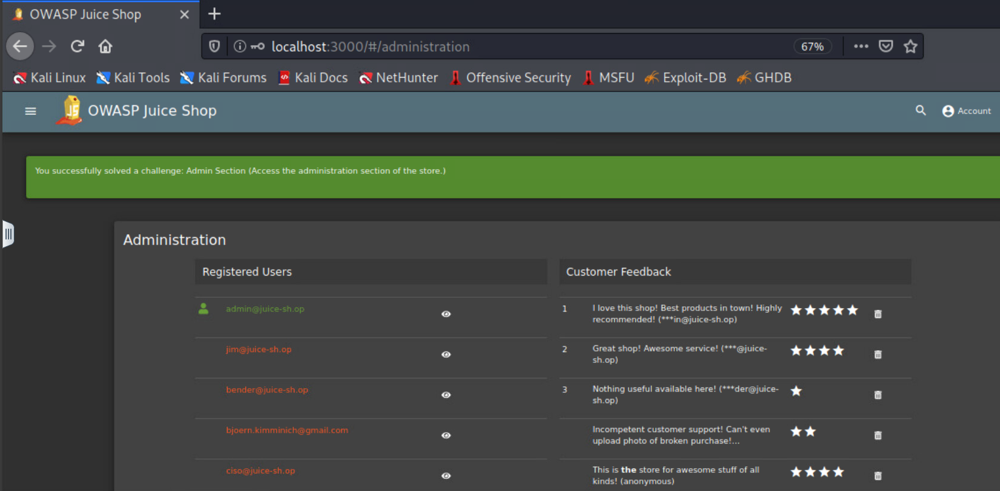 OWASP Juice Shop
localhost:3000/#/administration 67%
Kali Linux Kali Tools Kali Forums Kali Docs NetHunter Offensive Security MSFU Exploit-DB GHDB
JS OWASP Juice Shop Account
You successfully solved a challenge: Admin Section (Access the administration section of the store.)
Administration
Registered Users
admin@juice-sh.op
jim@juice-sh.op
bender@juice-sh.op
bjoern.kimminich@gmail.com
ciso@juice-sh.op
Customer Feedback
1 I love this shop! Best products in town! Highly
recommended! (***in@juice-sh.op)
2 Great shop! Awesome service! (***@juice-
sh.op)
3 Nothing useful available here! (***der@juice-
sh.op)
Incompetent customer support! Can't even
upload photo of broken purchase!...
This is the store for awesome stuff of all
kinds! (anonymous)